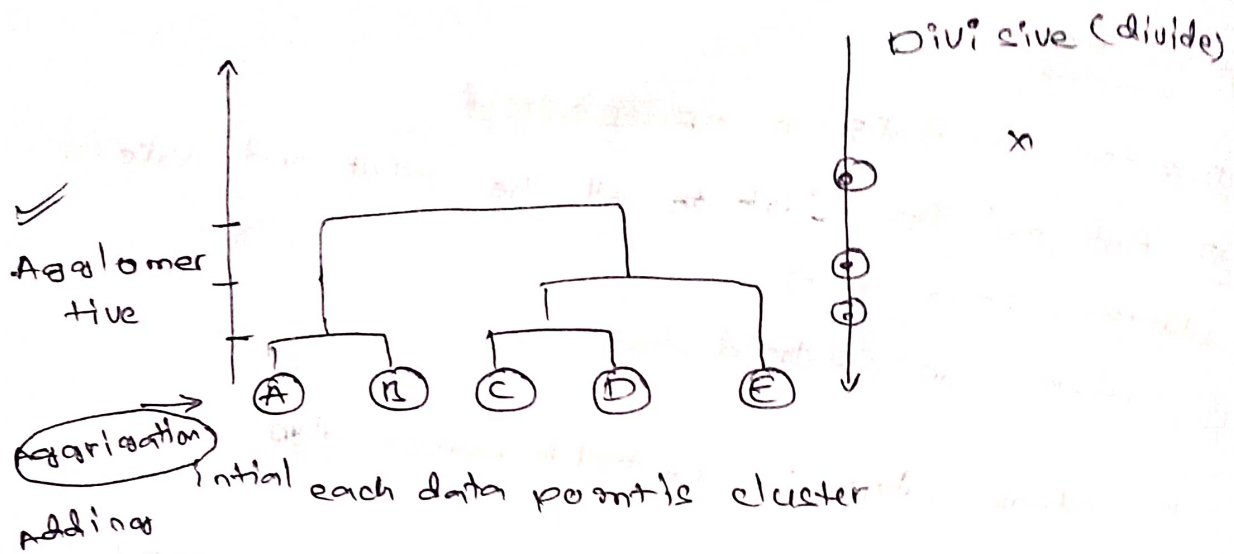 Divisive (divide)
x
Agglomer
tive
A B C D E
Aggrigation
intial each data point is cluster
Adding